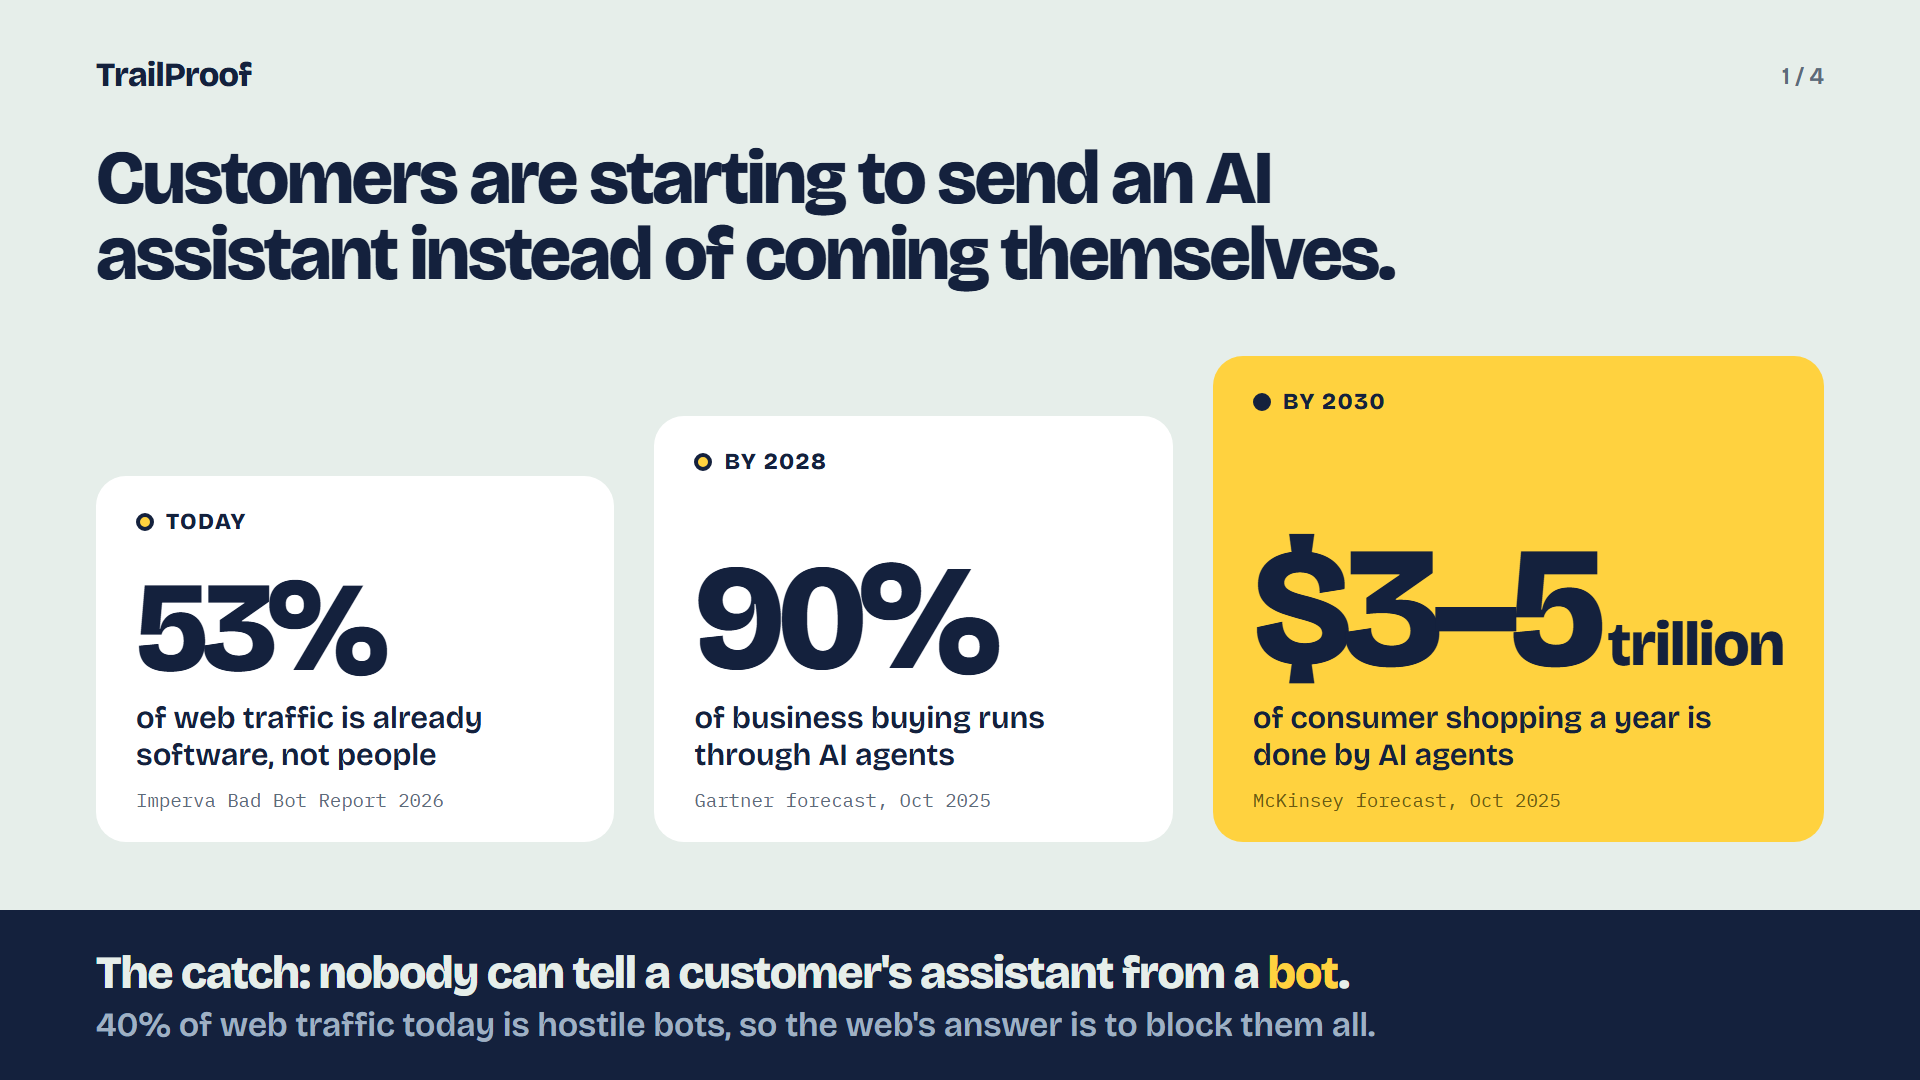 TrailProof
1 / 4
Customers are starting to send an AI
assistant instead of coming themselves.
TODAY
53%
of web traffic is already
software, not people
Imperva Bad Bot Report 2026
BY 2028
90%
of business buying runs
through AI agents
Gartner forecast, Oct 2025
BY 2030
$3–5 trillion
of consumer shopping a year is
done by AI agents
McKinsey forecast, Oct 2025
The catch: nobody can tell a customer's assistant from a bot.
40% of web traffic today is hostile bots, so the web's answer is to block them all.